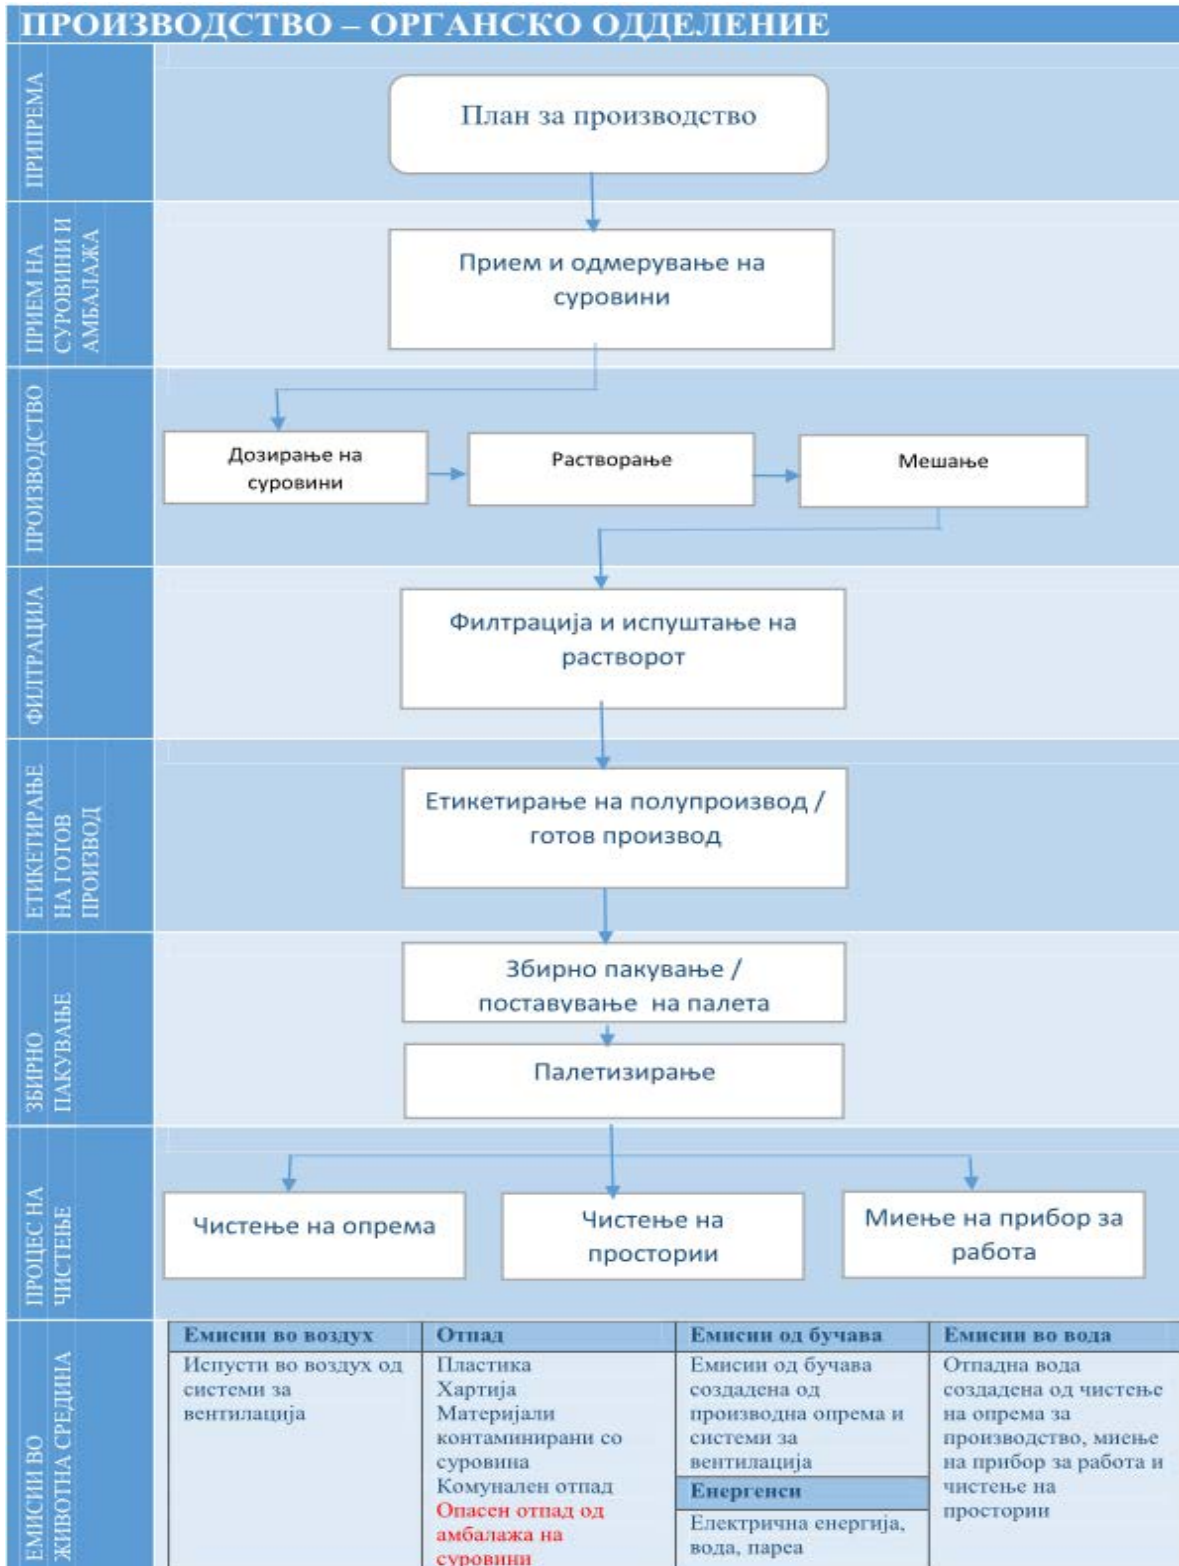 ПРОИЗВОДСТВО – ОРГАНСКО ОДДЕЛЕНИЕ
ПРИПРЕМА
План за производство
ПРИЕМ НА
СУРОВИНИ И
АМБАЛАЖА
Прием и одмерување на
суровини
ПРОИЗВОДСТВО
Дозирање на
суровини
Растворање
Мешање
ФИЛТРАЦИЈА
Филтрација и испуштање на
растворот
ЕТИКЕТИРАЊЕ
НА ГОТОВ
ПРОИЗВОД
Етикетирање на полупроизвод /
готов производ
ЗБИРНО
ПАКУВАЊЕ
Збирно пакување /
поставување на палета
Палетизирање
ПРОЦЕС НА
ЧИСТЕЊЕ
Чистење на опрема
Чистење на
простории
Миење на прибор за
работа
ЕМИСИИ ВО
ЖИВОТНА СРЕДИНА
Емисии во воздух
Испусти во воздух од
системи за
вентилација
Отпад
Пластика
Хартија
Материјали
контаминирани со
суровина
Комунален отпад
Опасен отпад од
амбалажа на
суровини
Емисии од бучава
Емисии од бучава
создадена од
производна опрема и
системи за
вентилација
Енергенси
Електрична енергија,
вода, пареа
Емисии во вода
Отпадна вода
создадена од чистење
на опрема за
производство, миење
на прибор за работа и
чистење на
простории